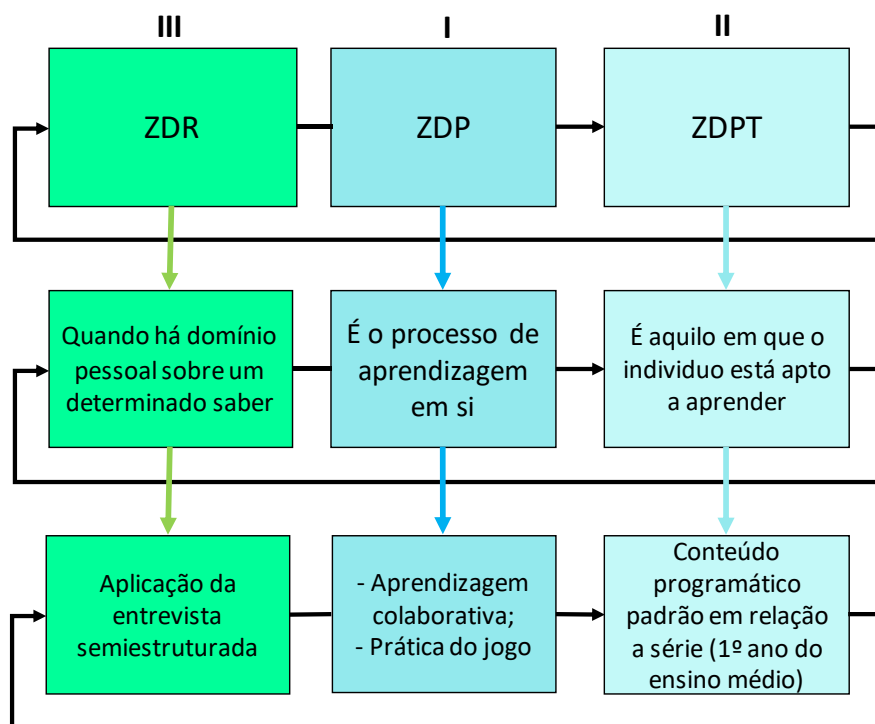 III
I
II
ZDR
ZDP
ZDPT
Quando há domínio
pessoal sobre um
determinado saber
É o processo de
aprendizagem
em si
É aquilo em que o
individuo está apto
a aprender
Aplicação da
entrevista
semiestruturada
- Aprendizagem
colaborativa;
- Prática do jogo
Conteúdo
programático
padrão em relação
a série (1º ano do
ensino médio)